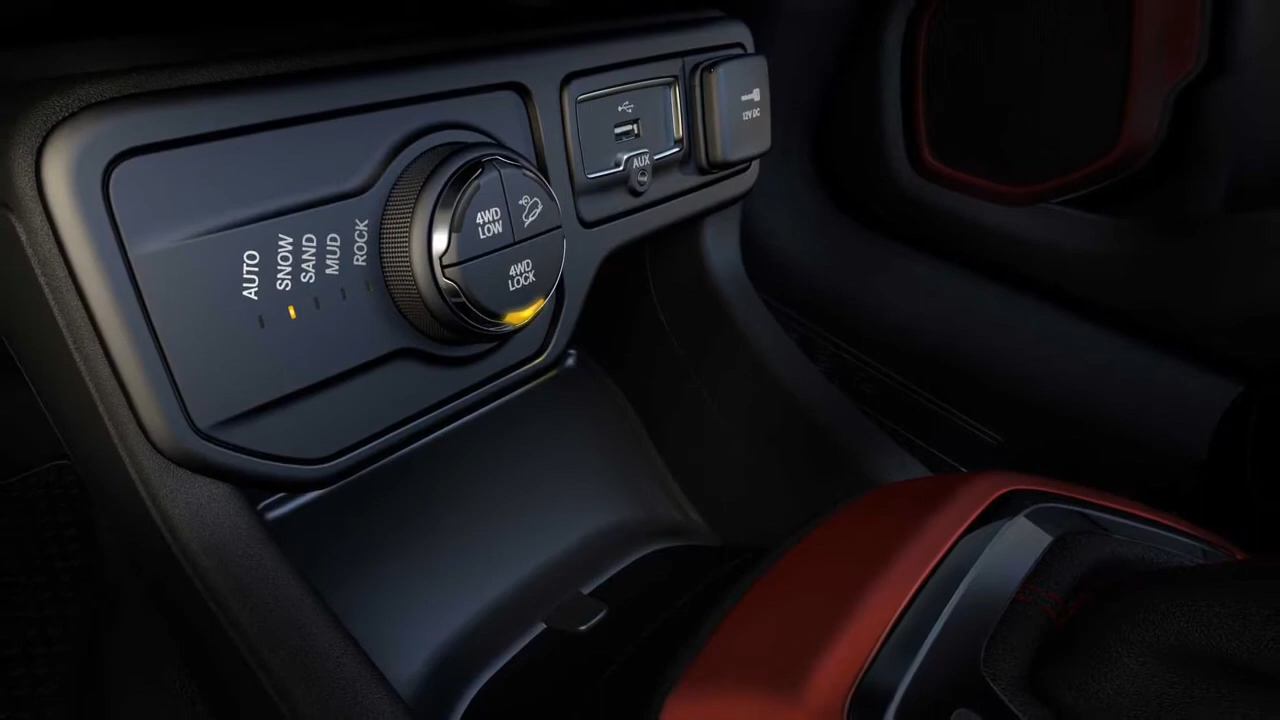 AUTO
SNOW
SAND
MUD
ROCK
4WD
LOW
4WD
LOCK
AUX
12V DC